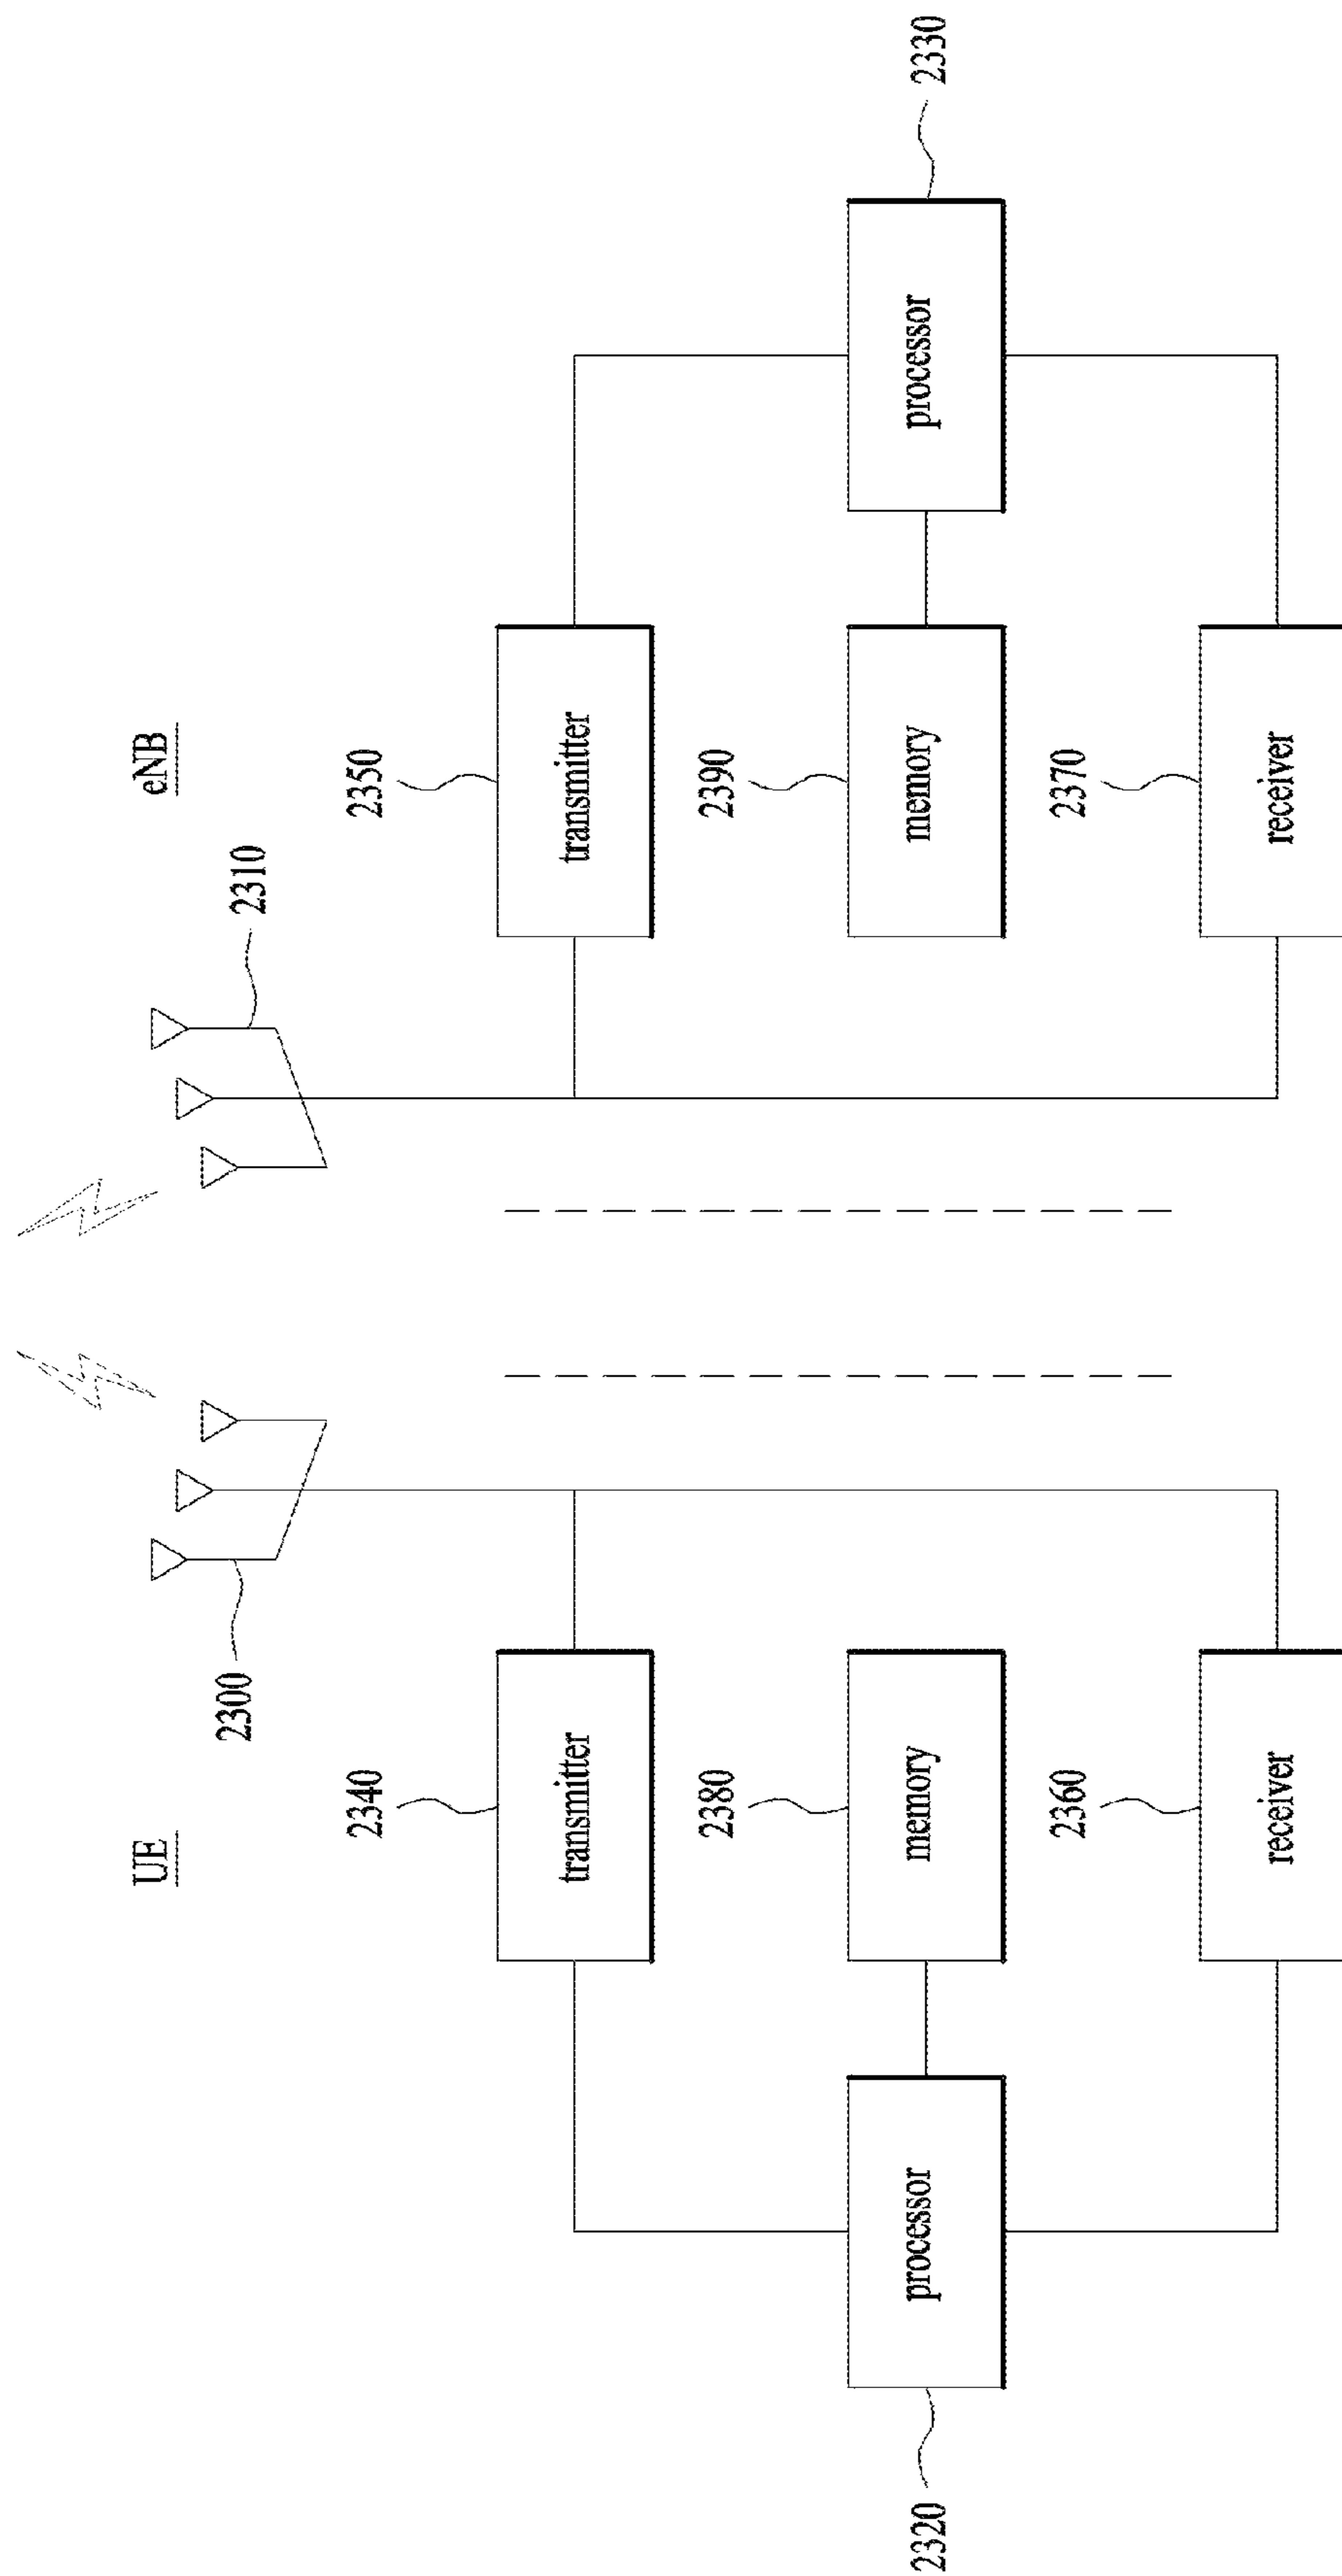 UE
eNB
2300
2310
2340
transmitter
2350
transmitter
2380
memory
2390
memory
2320
processor
2330
processor
2360
receiver
2370
receiver